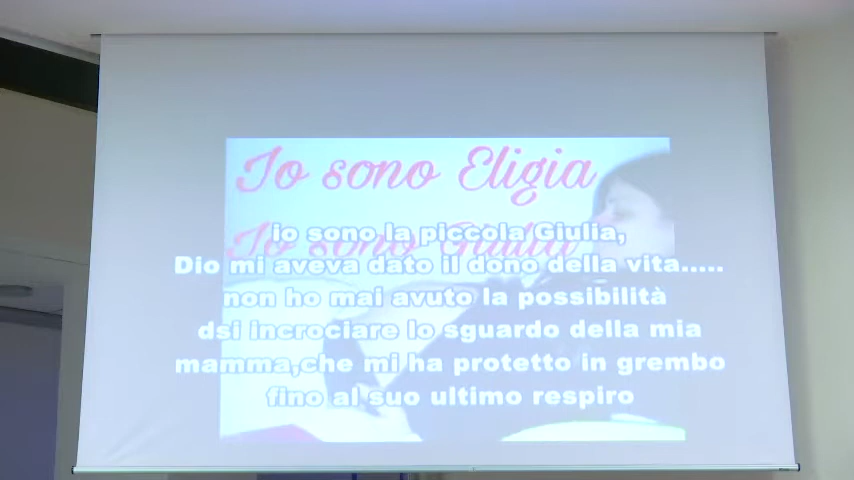 Io sono Eligia
Io sono Giulia
io sono la piccola Giulia,
Dio mi aveva dato il dono della vita.....
non ho mai avuto la possibilità
dsi incrociare lo sguardo della mia
mamma,che mi ha protetto in grembo
fino al suo ultimo respiro